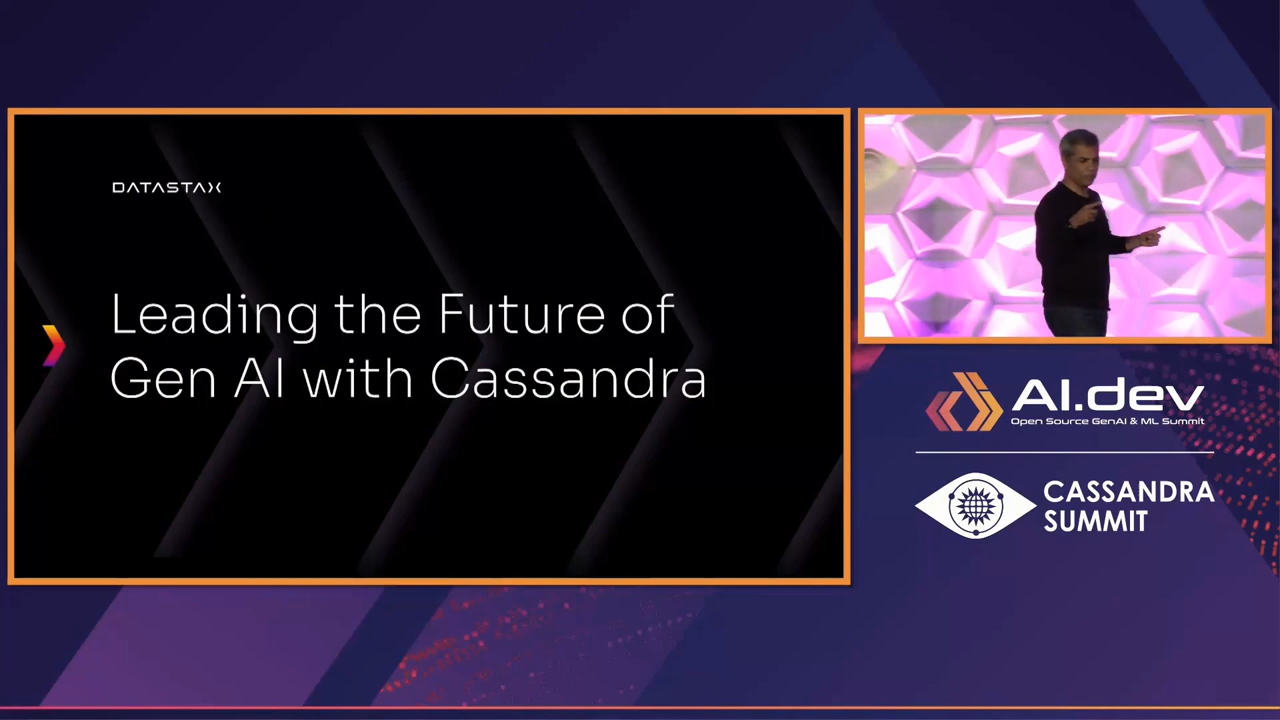 DATASTAX
Leading the Future of
Gen AI with Cassandra
AI.dev
Open Source GenAI & ML Summit
CASSANDRA
SUMMIT